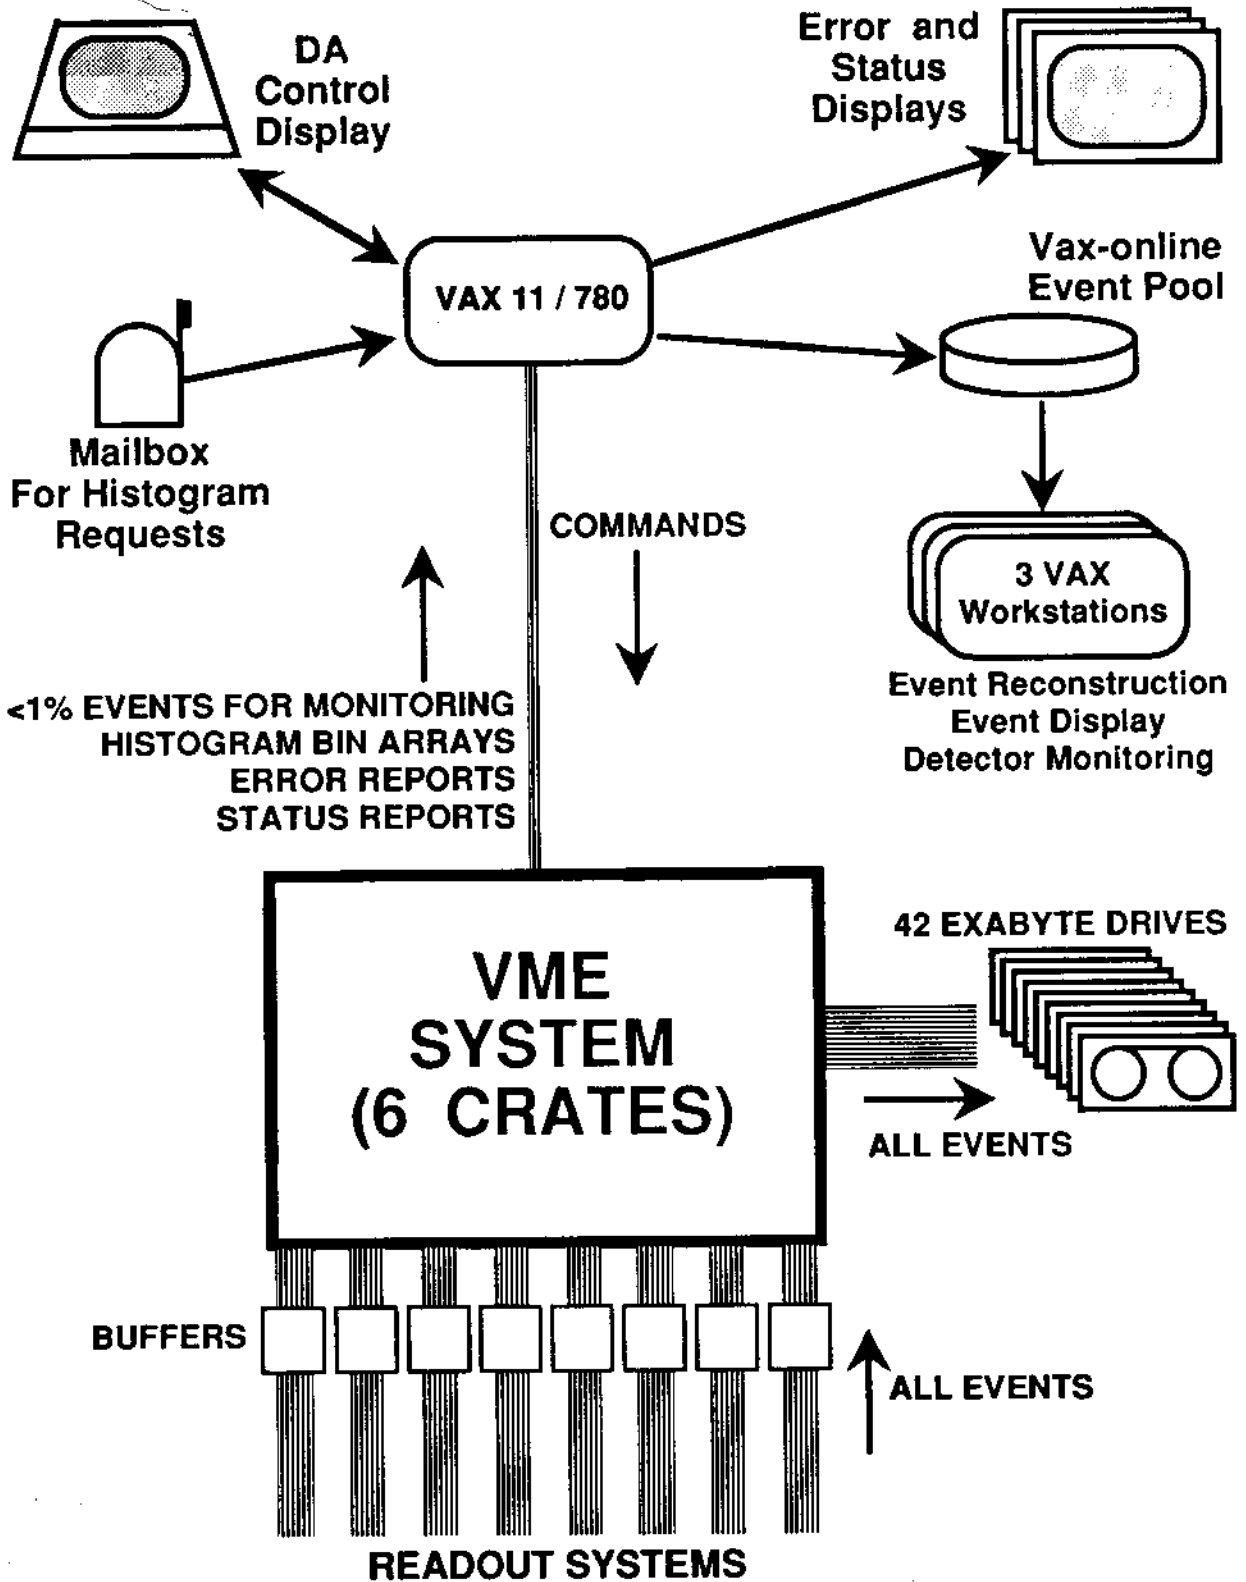 DA
Control
Display
Error and
Status
Displays
VAX 11 / 780
Vax-online
Event Pool
Mailbox
For Histogram
Requests
COMMANDS
3 VAX
Workstations
Event Reconstruction
Event Display
Detector Monitoring
<1% EVENTS FOR MONITORING
HISTOGRAM BIN ARRAYS
ERROR REPORTS
STATUS REPORTS
42 EXABYTE DRIVES
VME
SYSTEM
(6 CRATES)
ALL EVENTS
BUFFERS
ALL EVENTS
READOUT SYSTEMS